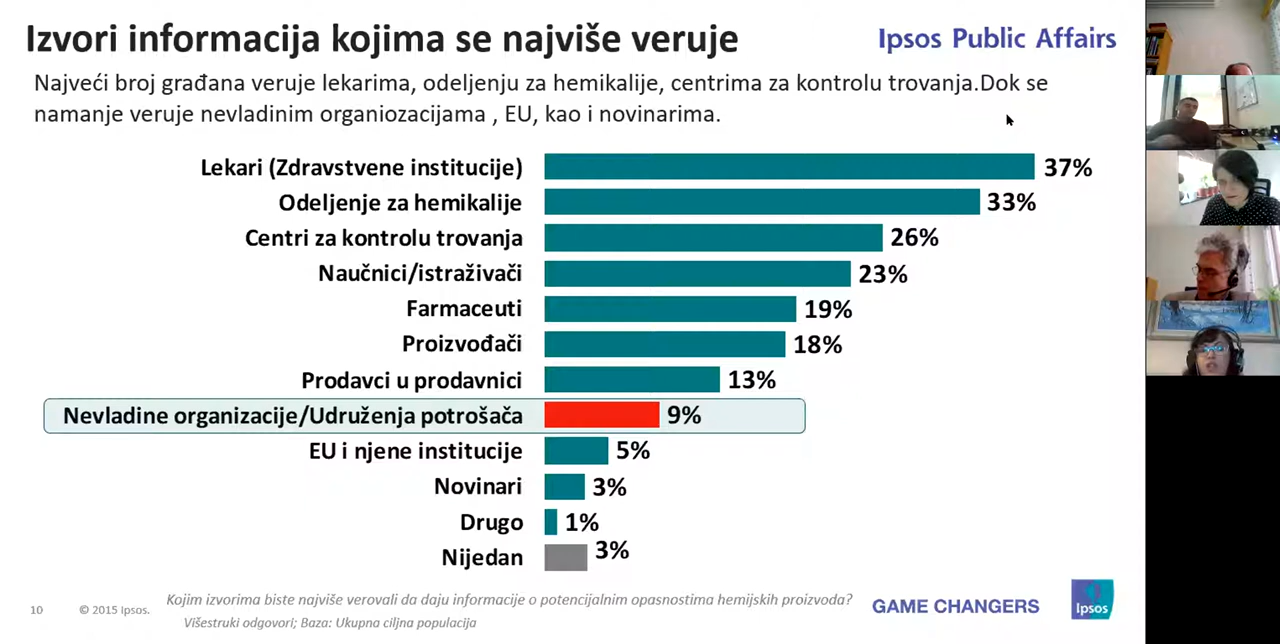 Izvori informacija kojima se najviše veruje
Ipsos Public Affairs
Najveći broj građana veruje lekarima, odeljenju za hemikalije, centrima za kontrolu trovanja.Dok se
namanje veruje nevladinim organiozacijama , EU, kao i novinarima.
Lekari (Zdravstvene institucije) 37%
Odeljenje za hemikalije 33%
Centri za kontrolu trovanja 26%
Naučnici/istraživači 23%
Farmaceuti 19%
Proizvođači 18%
Prodavci u prodavnici 13%
Nevladine organizacije/Udruženja potrošača 9%
EU i njene institucije 5%
Novinari 3%
Drugo 1%
Nijedan 3%
Kojim izvorima biste najviše verovali da daju informacije o potencijalnim opasnostima hemijskih proizvoda?
10 © 2015 Ipsos.
Višestruki odgovori; Baza: Ukupna ciljna populacija
GAME CHANGERS
Ipsos